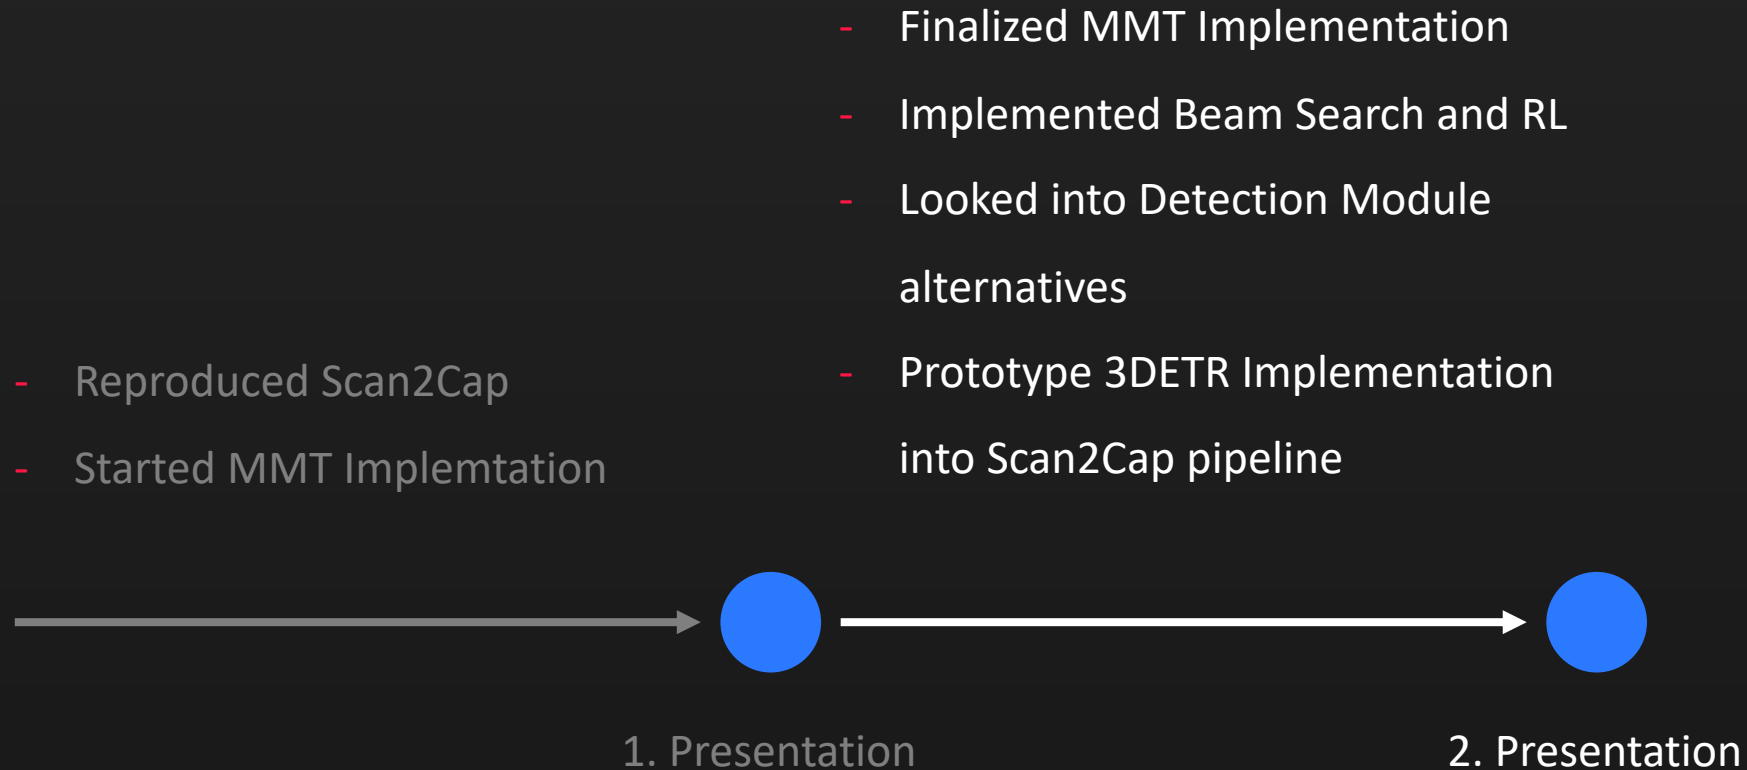 - Reproduced Scan2Cap
- Started MMT Implemtation
- Finalized MMT Implementation
- Implemented Beam Search and RL
- Looked into Detection Module
alternatives
- Prototype 3DETR Implementation
into Scan2Cap pipeline
1. Presentation
2. Presentation